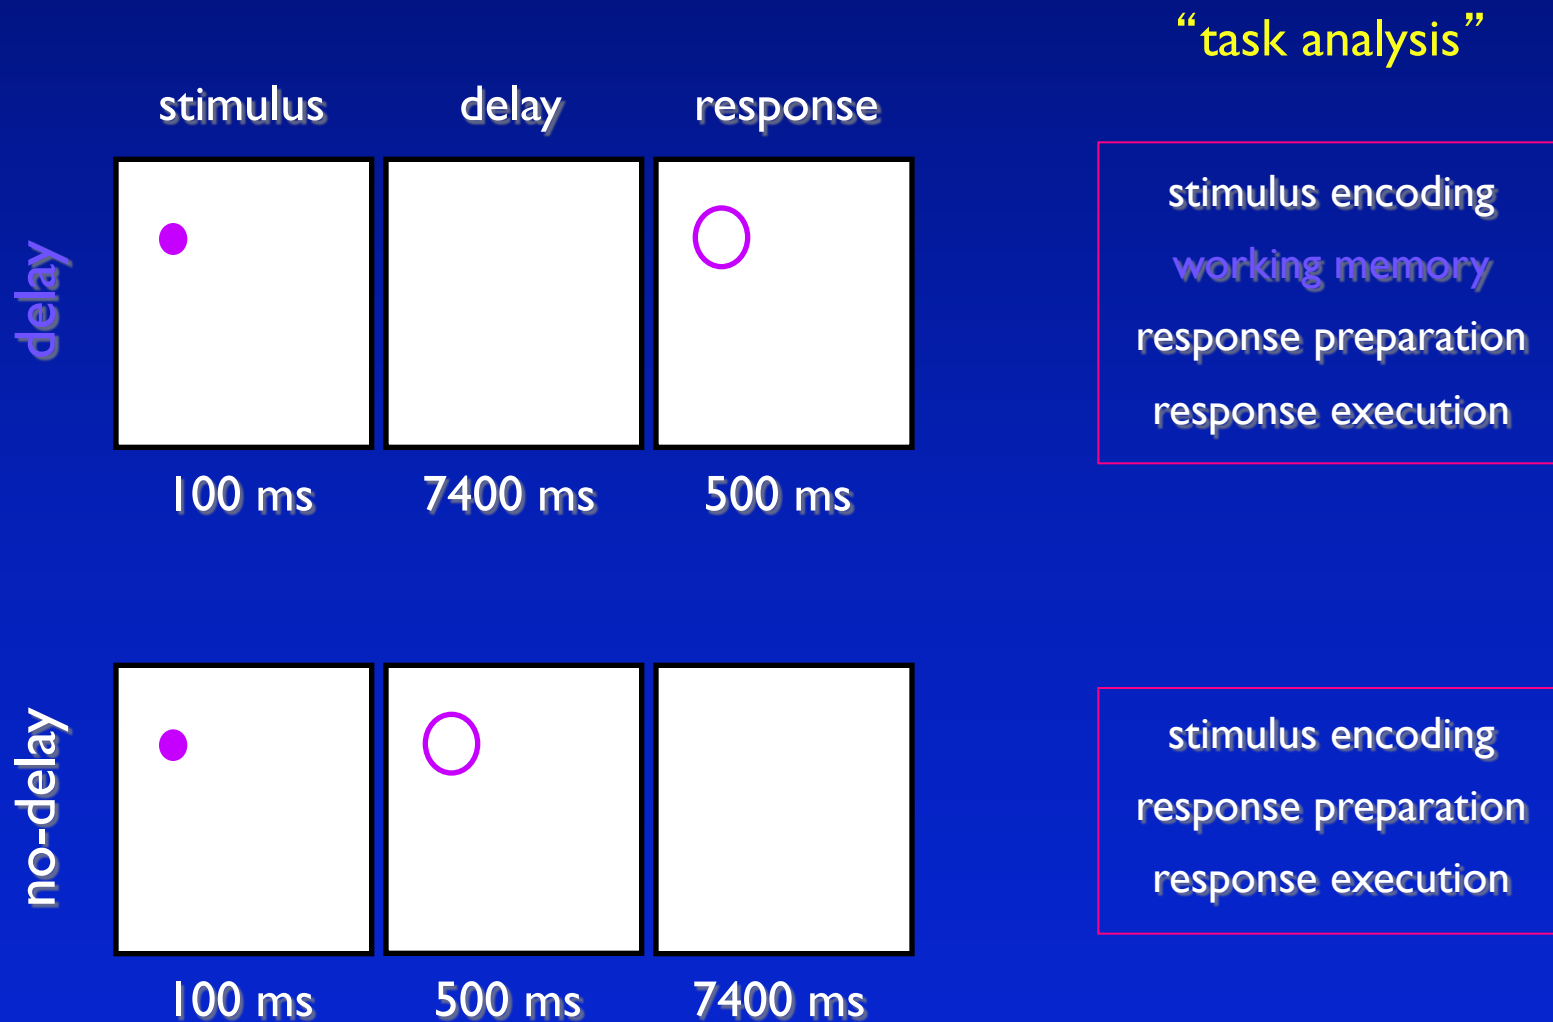 “task analysis”
stimulus delay response
delay
stimulus encoding
working memory
response preparation
response execution
100 ms 7400 ms 500 ms
no-delay
stimulus encoding
response preparation
response execution
100 ms 500 ms 7400 ms